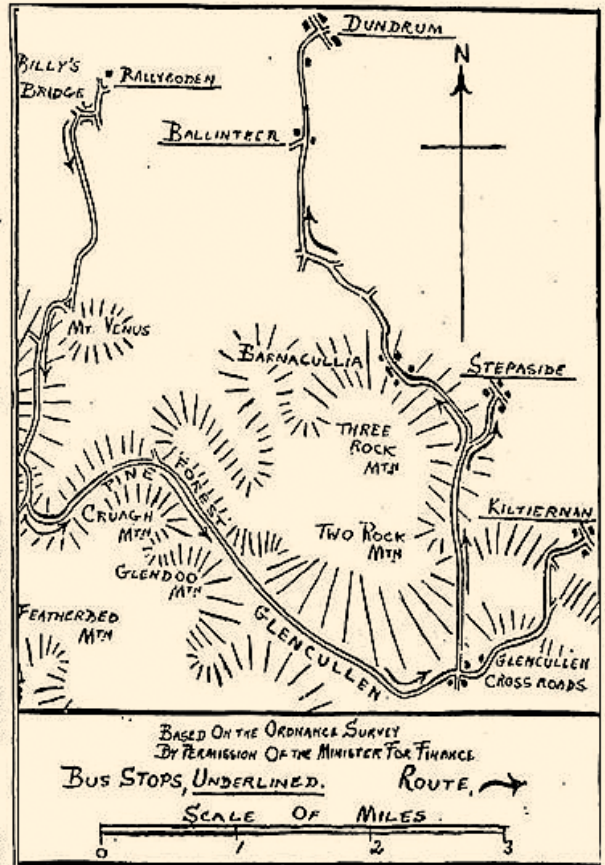 DUNDRUM
N
BILLY'S
BRIDGE
BALLYBODEN
BALLINTEER
MT. VENUS
BARNACULLIA
STEPASIDE
THREE
ROCK
MTN
PINE FOREST
KILTIERNAN
CRUAGH
MTN
TWO ROCK
MTN
GLENDOO
MTN
FEATHERBED
MTN
GLENCULLEN
GLENCULLEN
CROSS ROADS
BASED ON THE ORDNANCE SURVEY
BY PERMISSION OF THE MINISTER FOR FINANCE
BUS STOPS, UNDERLINED. ROUTE,
SCALE OF MILES
0 1 2 3